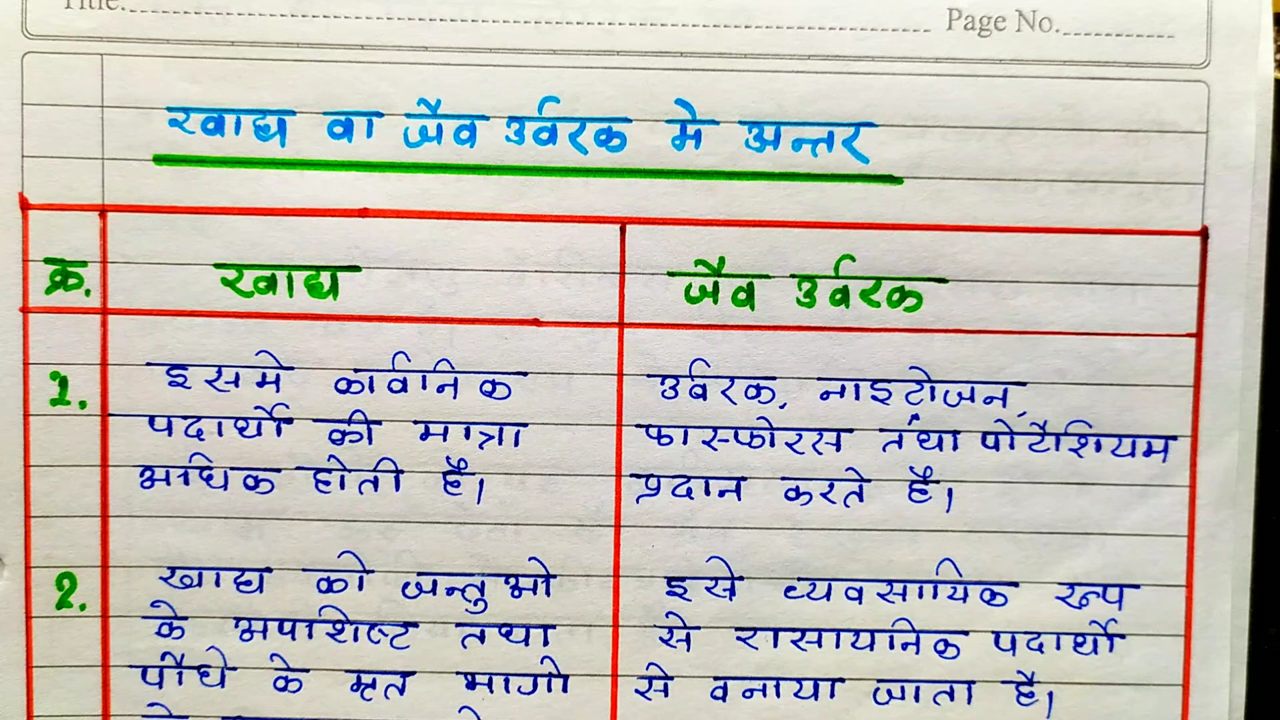 Title. Page No.
खाद्य वा जैव उर्वरक मे अन्तर
क्र. खाद्य जैव उर्वरक
1. इसमे कार्वनिक उर्वरक, नाइट्रोजन,
पदार्थो की मात्रा फास्फोरस तथा पोटैशियम
अधिक होती है। प्रदान करते है।
2. खाद्य को जन्तुओ इसे व्यवसायिक रूप
के अपशिष्ट तथा से रासायनिक पदार्थो
पौधे के मृत भागो से वनाया जाता है।